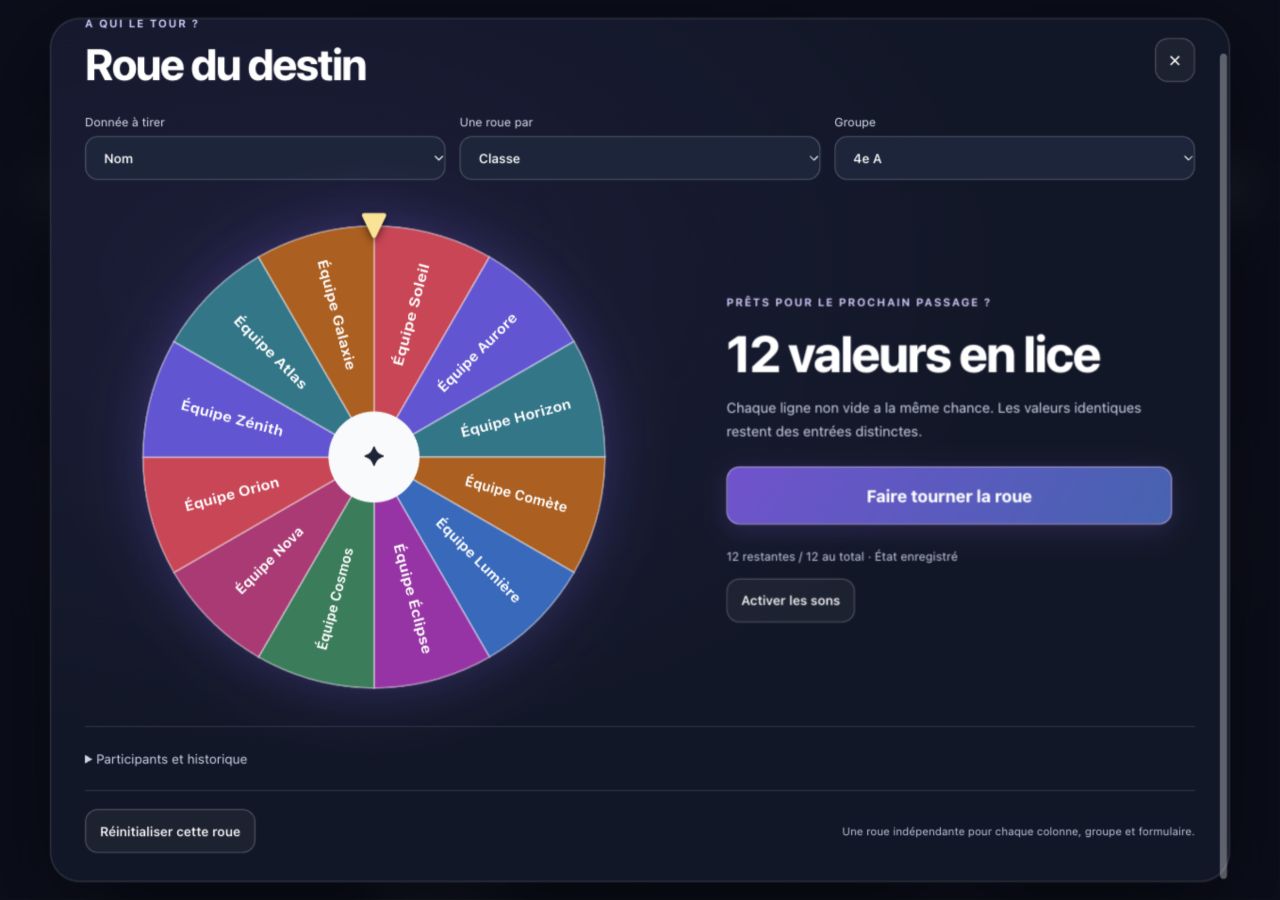 A QUI LE TOUR ?
Roue du destin
×
Donnée à tirer
Une roue par
Groupe
Nom
Classe
4e A
Équipe Soleil
Équipe Aurore
Équipe Horizon
Équipe Comète
Équipe Lumière
Équipe Éclipse
Équipe Cosmos
Équipe Nova
Équipe Orion
Équipe Zénith
Équipe Atlas
Équipe Galaxie
PRÊTS POUR LE PROCHAIN PASSAGE ?
12 valeurs en lice
Chaque ligne non vide a la même chance. Les valeurs identiques
restent des entrées distinctes.
Faire tourner la roue
12 restantes / 12 au total · État enregistré
Activer les sons
Participants et historique
Réinitialiser cette roue
Une roue indépendante pour chaque colonne, groupe et formulaire.